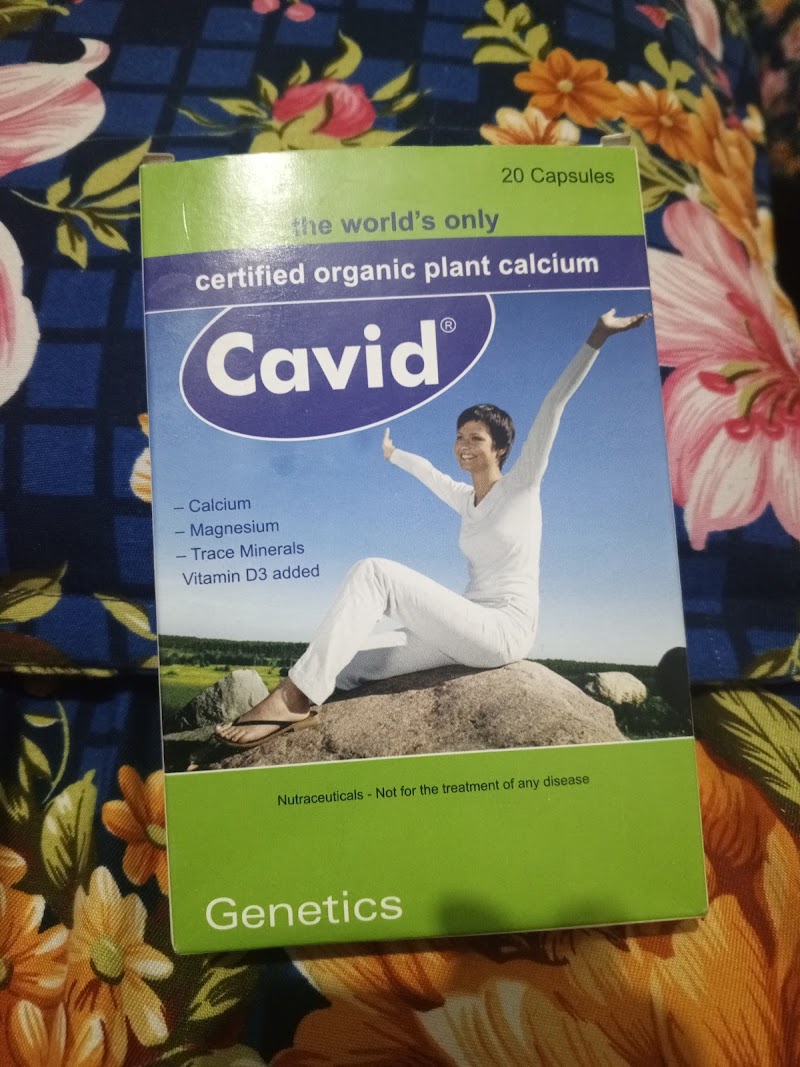 20 Capsules
the world's only
certified organic plant calcium
Cavid®
– Calcium
– Magnesium
– Trace Minerals
Vitamin D3 added
Nutraceuticals - Not for the treatment of any disease
Genetics